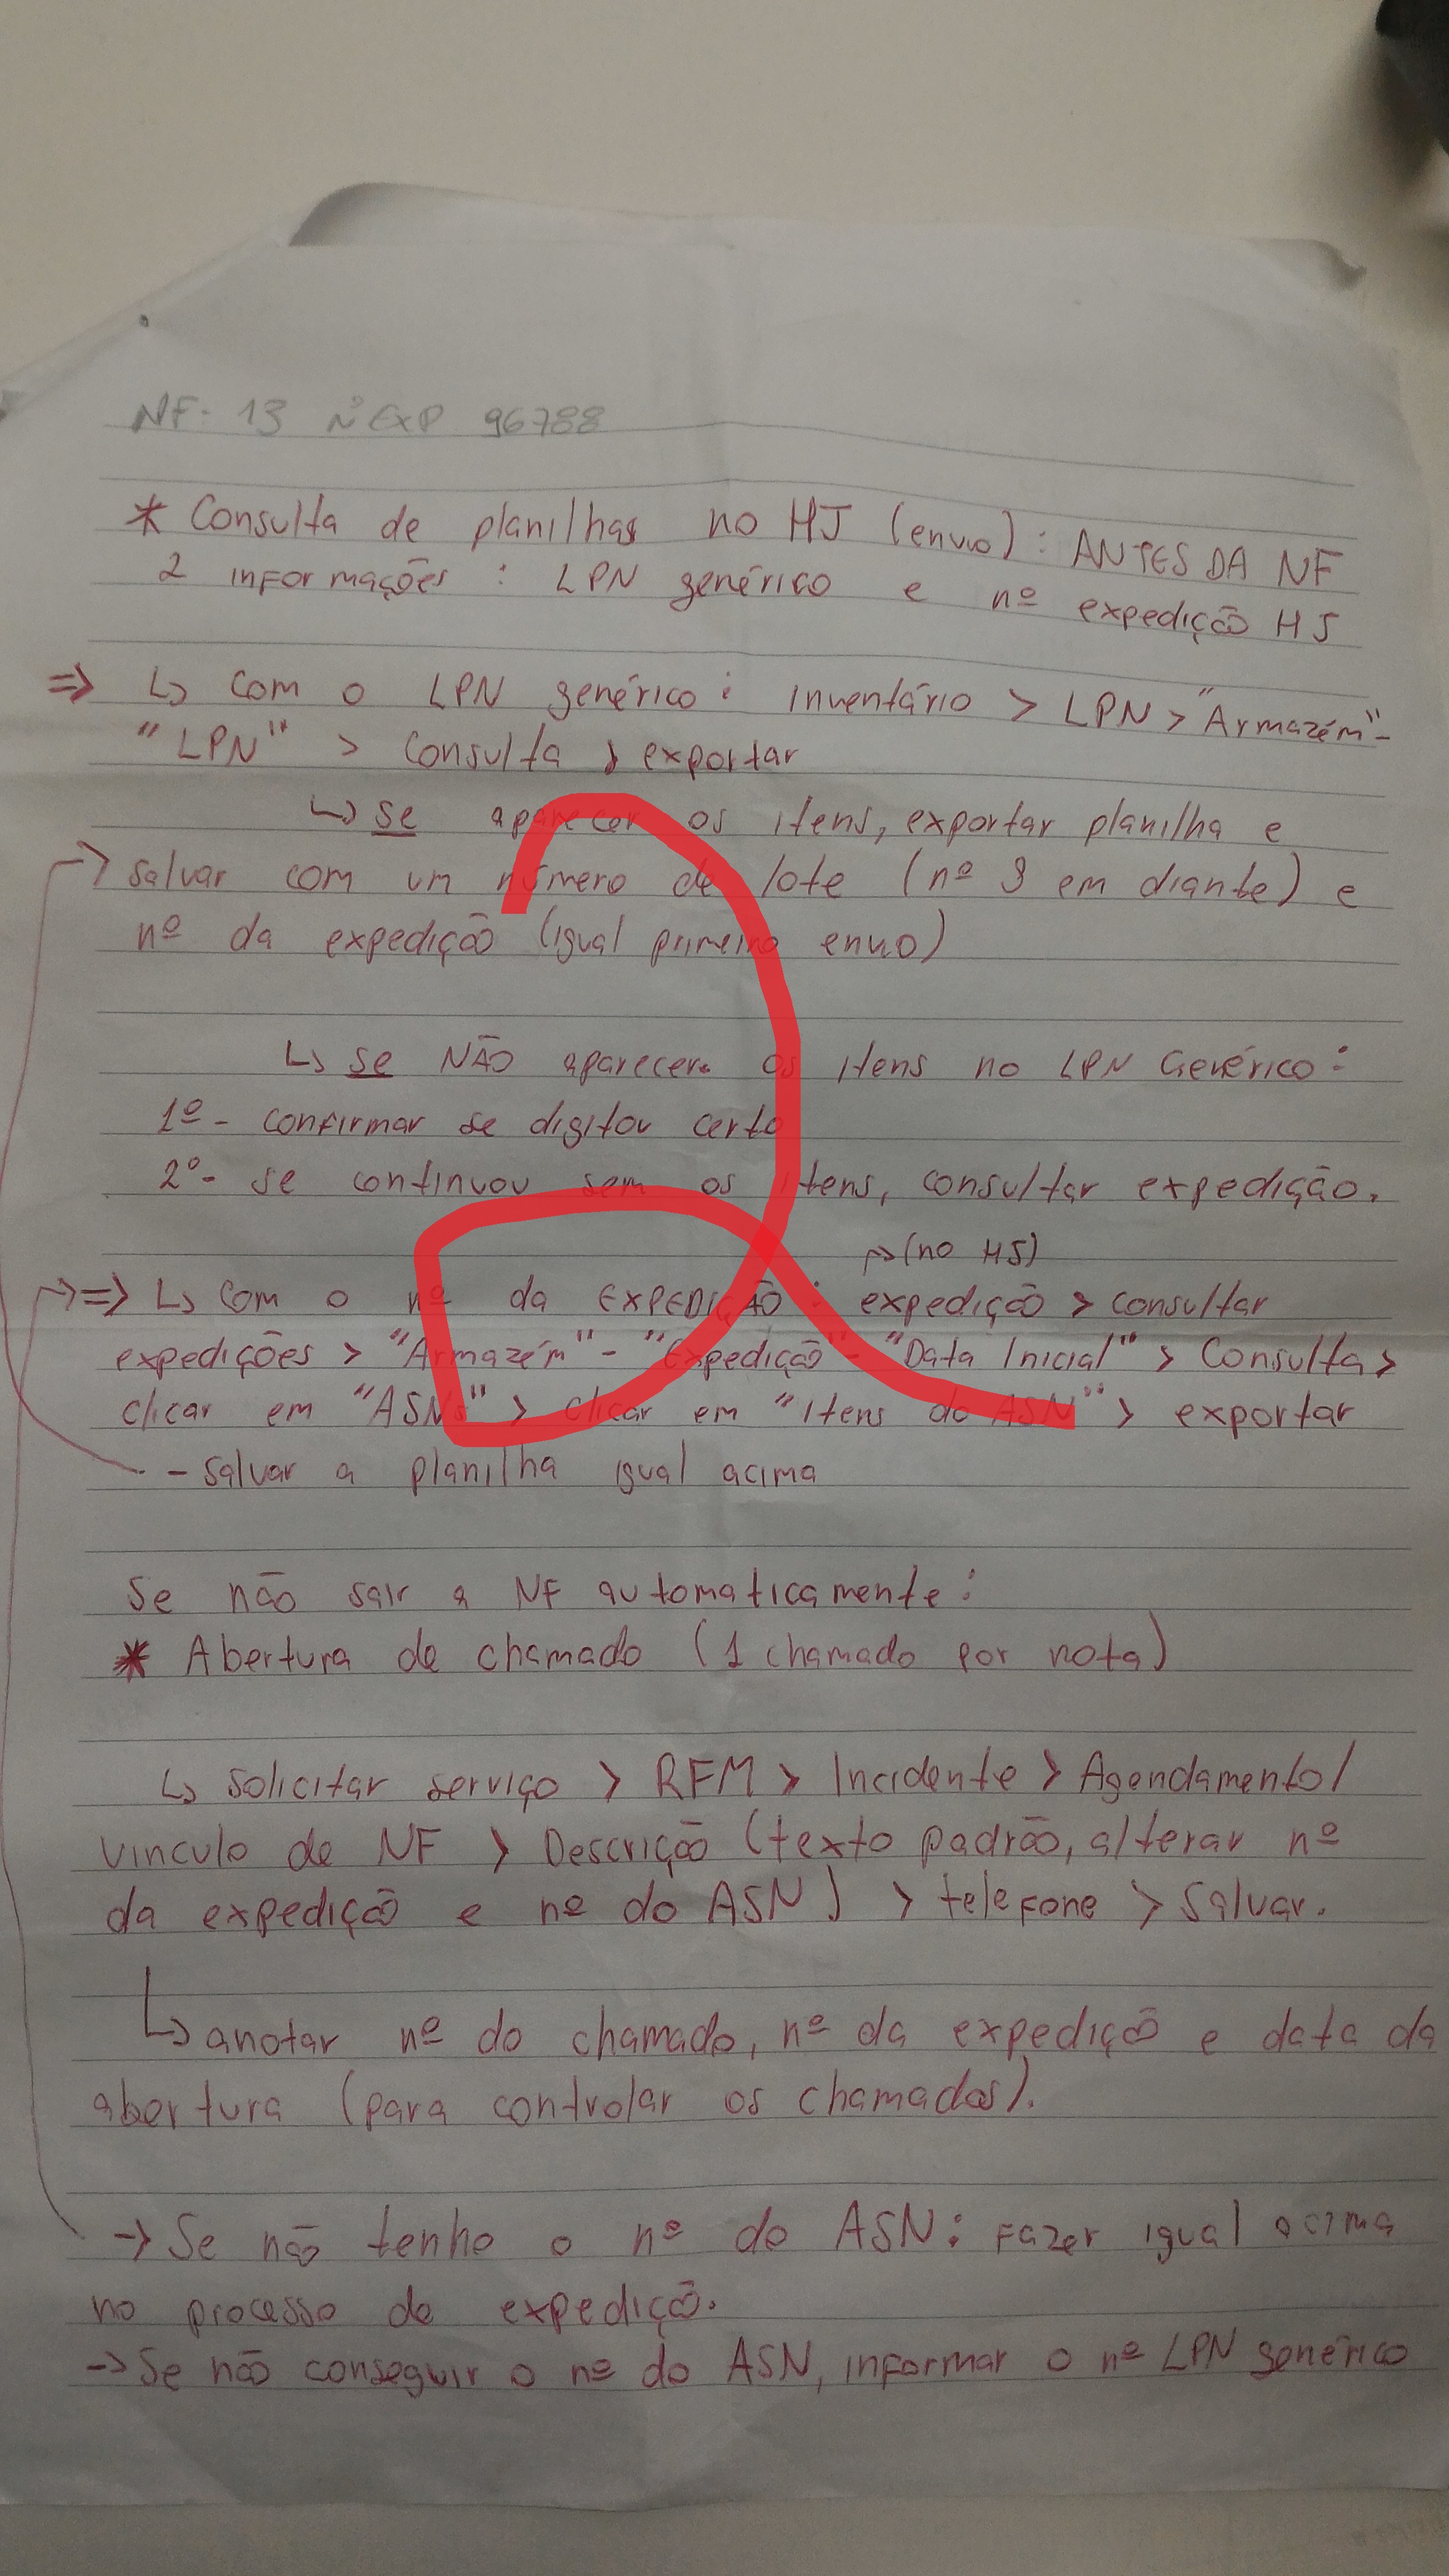 NF: 13 Nº EXP 96788
* Consulta de planilhas no HJ (envio): ANTES DA NF
2 informações: LPN genérico e nº expedição HJ
=> ↳ Com o LPN genérico: Inventário > LPN > "Armazém" -
"LPN" > Consulta > exportar
↳ se aparecer os itens, exportar planilha e
→ salvar com um número de lote (nº 3 em diante) e
nº da expedição (igual primeiro envio)
↳ se NÃO aparecer os itens no LPN Genérico:
1º - confirmar se digitou certo
2º - se continuou sem os itens, consultar expedição.
→ (no HJ)
→ => ↳ Com o nº da EXPEDIÇÃO: expedição > consultar
expedições > "Armazém" - "Expedição" - "Data Inicial" > Consulta >
clicar em "ASNs" > clicar em "Itens do ASN" > exportar
- salvar a planilha igual acima
Se não sair a NF automaticamente:
* Abertura de chamado (1 chamado por nota)
↳ Solicitar serviço > RFM > Incidente > Agendamento/
vinculo de NF > Descrição (texto padrão, alterar nº
da expedição e nº do ASN) > telefone > Salvar.
↳ anotar nº do chamado, nº da expediçõ e data da
abertura (para controlar os chamados).
→ Se não tenho o nº do ASN: fazer igual acima
no processo de expediçõ.
→ Se não conseguir o nº do ASN, informar o nº LPN genérico